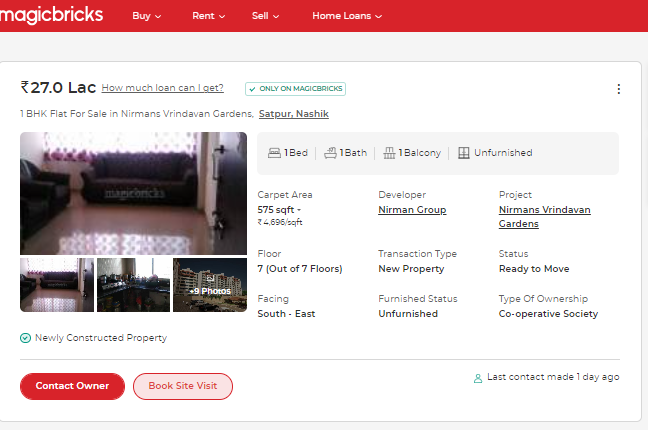 magicbricks
Buy Rent Sell Home Loans
₹27.0 Lac How much loan can I get? ONLY ON MAGICBRICKS
1 BHK Flat For Sale in Nirmans Vrindavan Gardens, Satpur, Nashik
magicbricks
+9 Photos
1 Bed 1 Bath 1 Balcony Unfurnished
Carpet Area Developer Project
575 sqft - Nirman Group Nirmans Vrindavan
₹4,696/sqft Gardens
Floor Transaction Type Status
7 (Out of 7 Floors) New Property Ready to Move
Facing Furnished Status Type Of Ownership
South - East Unfurnished Co-operative Society
Newly Constructed Property
Contact Owner Book Site Visit Last contact made 1 day ago